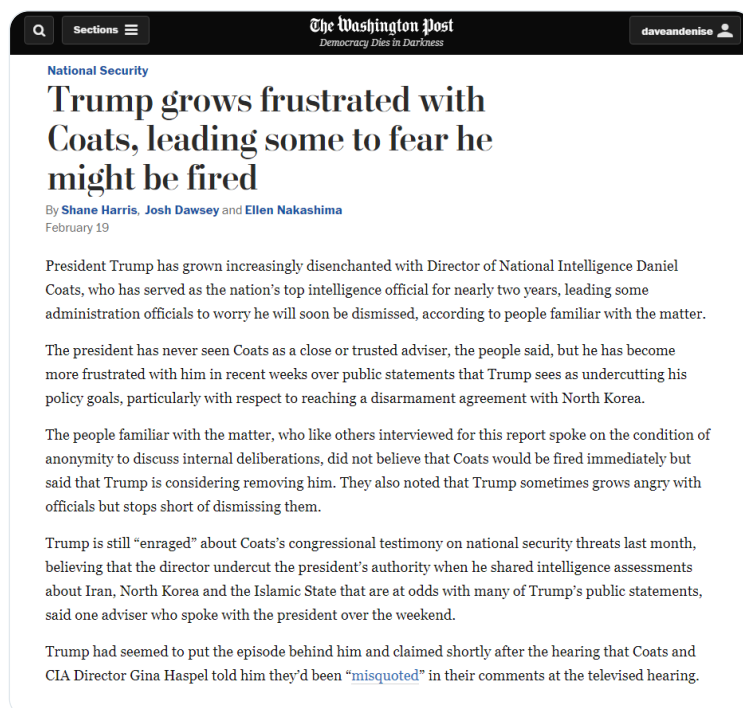 Sections
The Washington Post
Democracy Dies in Darkness
daveandenise
National Security
Trump grows frustrated with
Coats, leading some to fear he
might be fired
By Shane Harris, Josh Dawsey and Ellen Nakashima
February 19
President Trump has grown increasingly disenchanted with Director of National Intelligence Daniel
Coats, who has served as the nation’s top intelligence official for nearly two years, leading some
administration officials to worry he will soon be dismissed, according to people familiar with the matter.
The president has never seen Coats as a close or trusted adviser, the people said, but he has become
more frustrated with him in recent weeks over public statements that Trump sees as undercutting his
policy goals, particularly with respect to reaching a disarmament agreement with North Korea.
The people familiar with the matter, who like others interviewed for this report spoke on the condition of
anonymity to discuss internal deliberations, did not believe that Coats would be fired immediately but
said that Trump is considering removing him. They also noted that Trump sometimes grows angry with
officials but stops short of dismissing them.
Trump is still “enraged” about Coats’s congressional testimony on national security threats last month,
believing that the director undercut the president’s authority when he shared intelligence assessments
about Iran, North Korea and the Islamic State that are at odds with many of Trump’s public statements,
said one adviser who spoke with the president over the weekend.
Trump had seemed to put the episode behind him and claimed shortly after the hearing that Coats and
CIA Director Gina Haspel told him they’d been “misquoted” in their comments at the televised hearing.